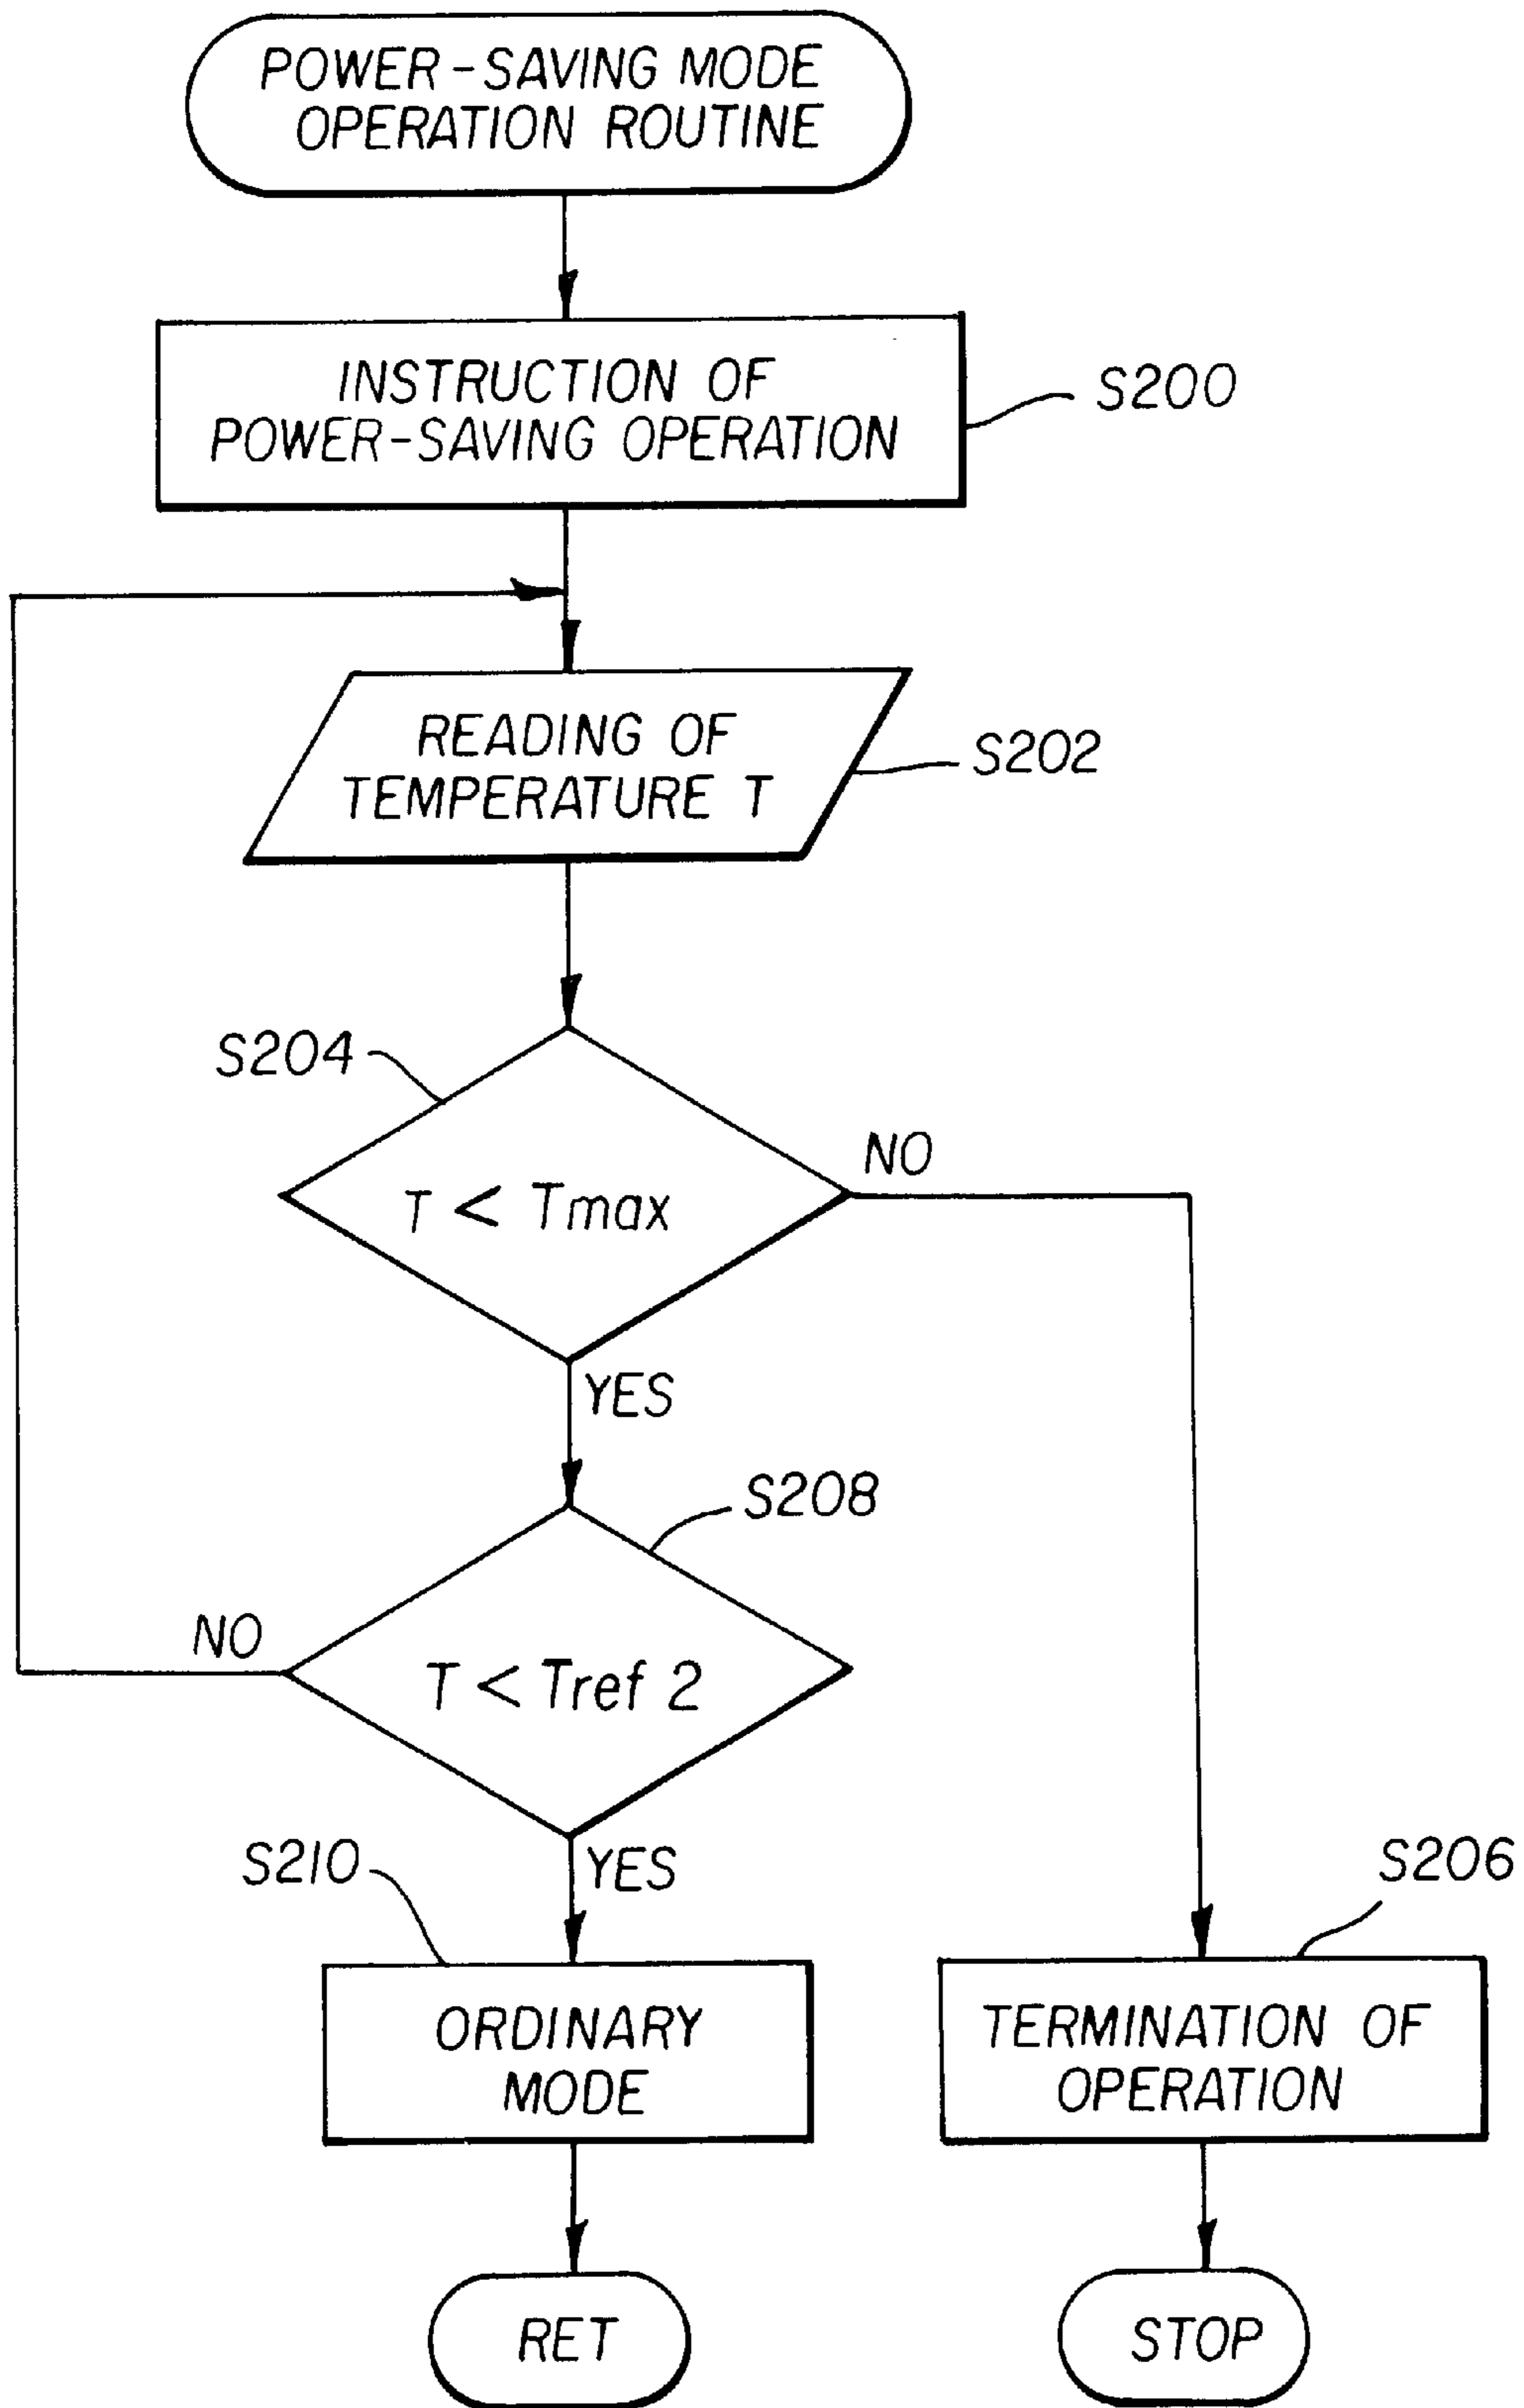 POWER-SAVING MODE
OPERATION ROUTINE
INSTRUCTION OF
POWER-SAVING OPERATION
S200
READING OF
TEMPERATURE T
S202
S204
T < Tmax
NO
YES
S208
T < Tref 2
NO
YES
S210
ORDINARY
MODE
S206
TERMINATION OF
OPERATION
RET
STOP